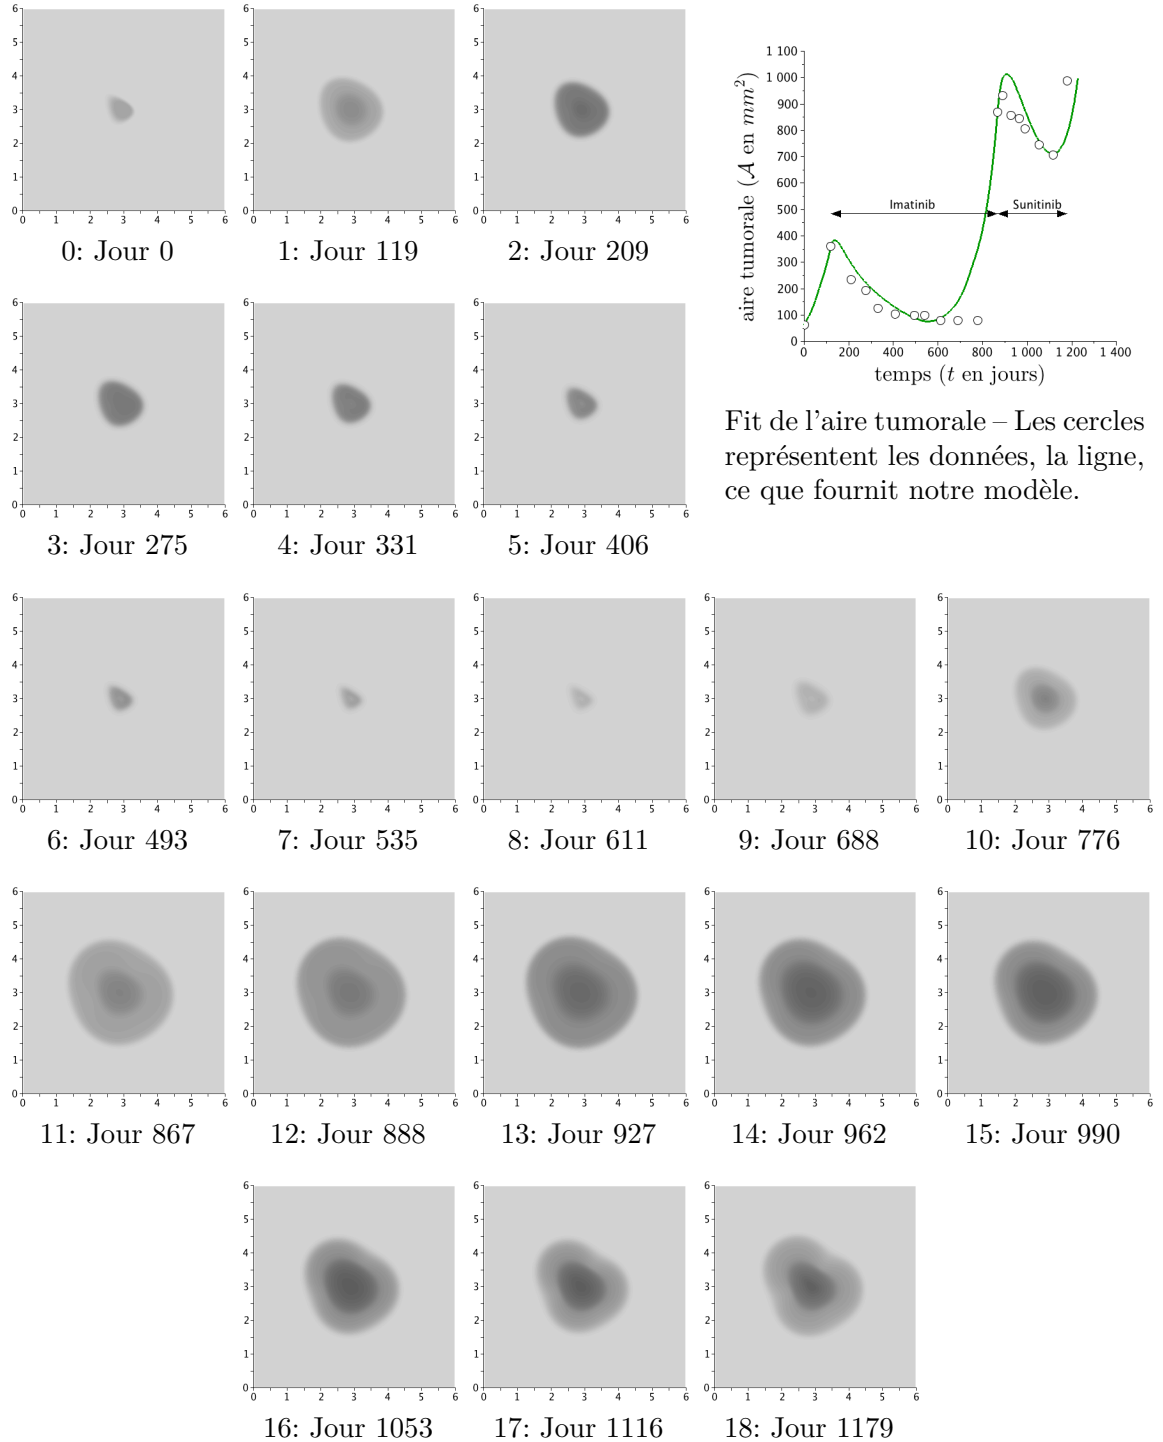 0: Jour 0
1: Jour 119
2: Jour 209
aire tumorale (𝒜 en mm²)
1 100
1 000
900
800
700
600
500
400
300
200
100
0
Imatinib
Sunitinib
0 200 400 600 800 1 000 1 200 1 400
temps (t en jours)
3: Jour 275
4: Jour 331
5: Jour 406
Fit de l'aire tumorale – Les cercles
représentent les données, la ligne,
ce que fournit notre modèle.
6: Jour 493
7: Jour 535
8: Jour 611
9: Jour 688
10: Jour 776
11: Jour 867
12: Jour 888
13: Jour 927
14: Jour 962
15: Jour 990
16: Jour 1053
17: Jour 1116
18: Jour 1179